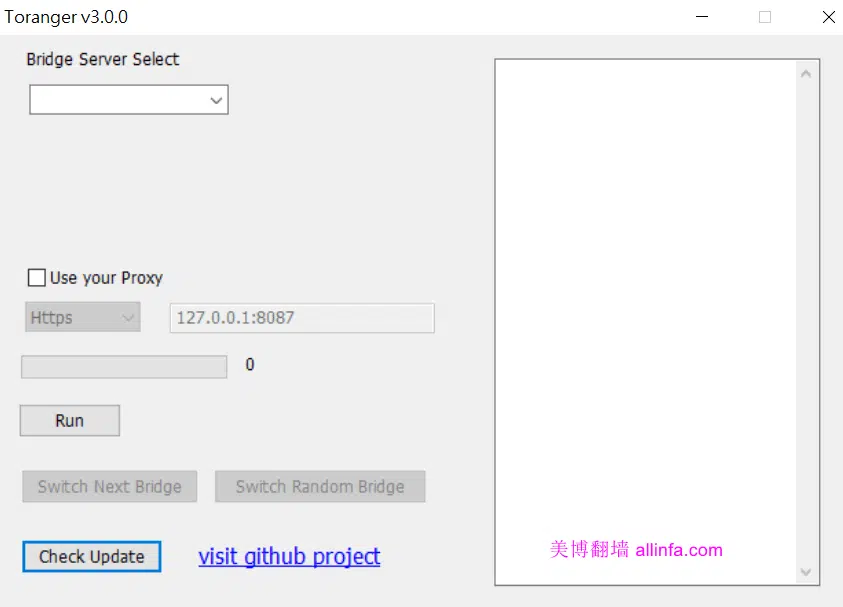 Toranger v3.0.0
Bridge Server Select
Use your Proxy
Https
127.0.0.1:8087
0
Run
Switch Next Bridge
Switch Random Bridge
Check Update
visit github project
美博翻墙 allinfa.com